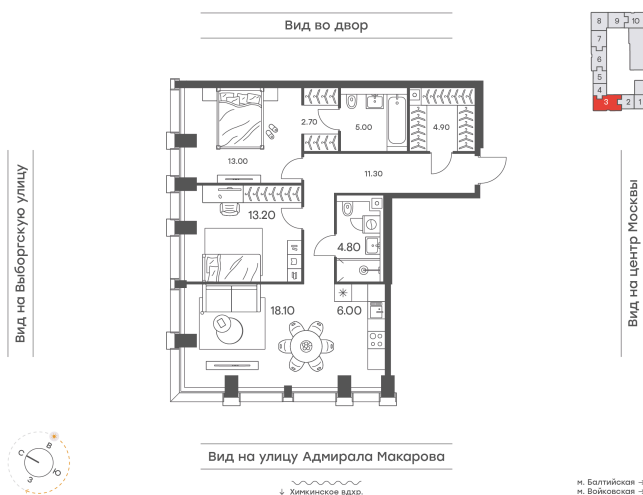 Вид во двор
8 9 10
7
6
5
4
3 2 1
2.70
5.00
4.90
13.00
11.30
13.20
4.80
18.10
6.00
Вид на Выборгскую улицу
Вид на центр Москвы
Вид на улицу Адмирала Макарова
↓ Химкинское вдхр.
С В Ю З
м. Балтийская
м. Войковская